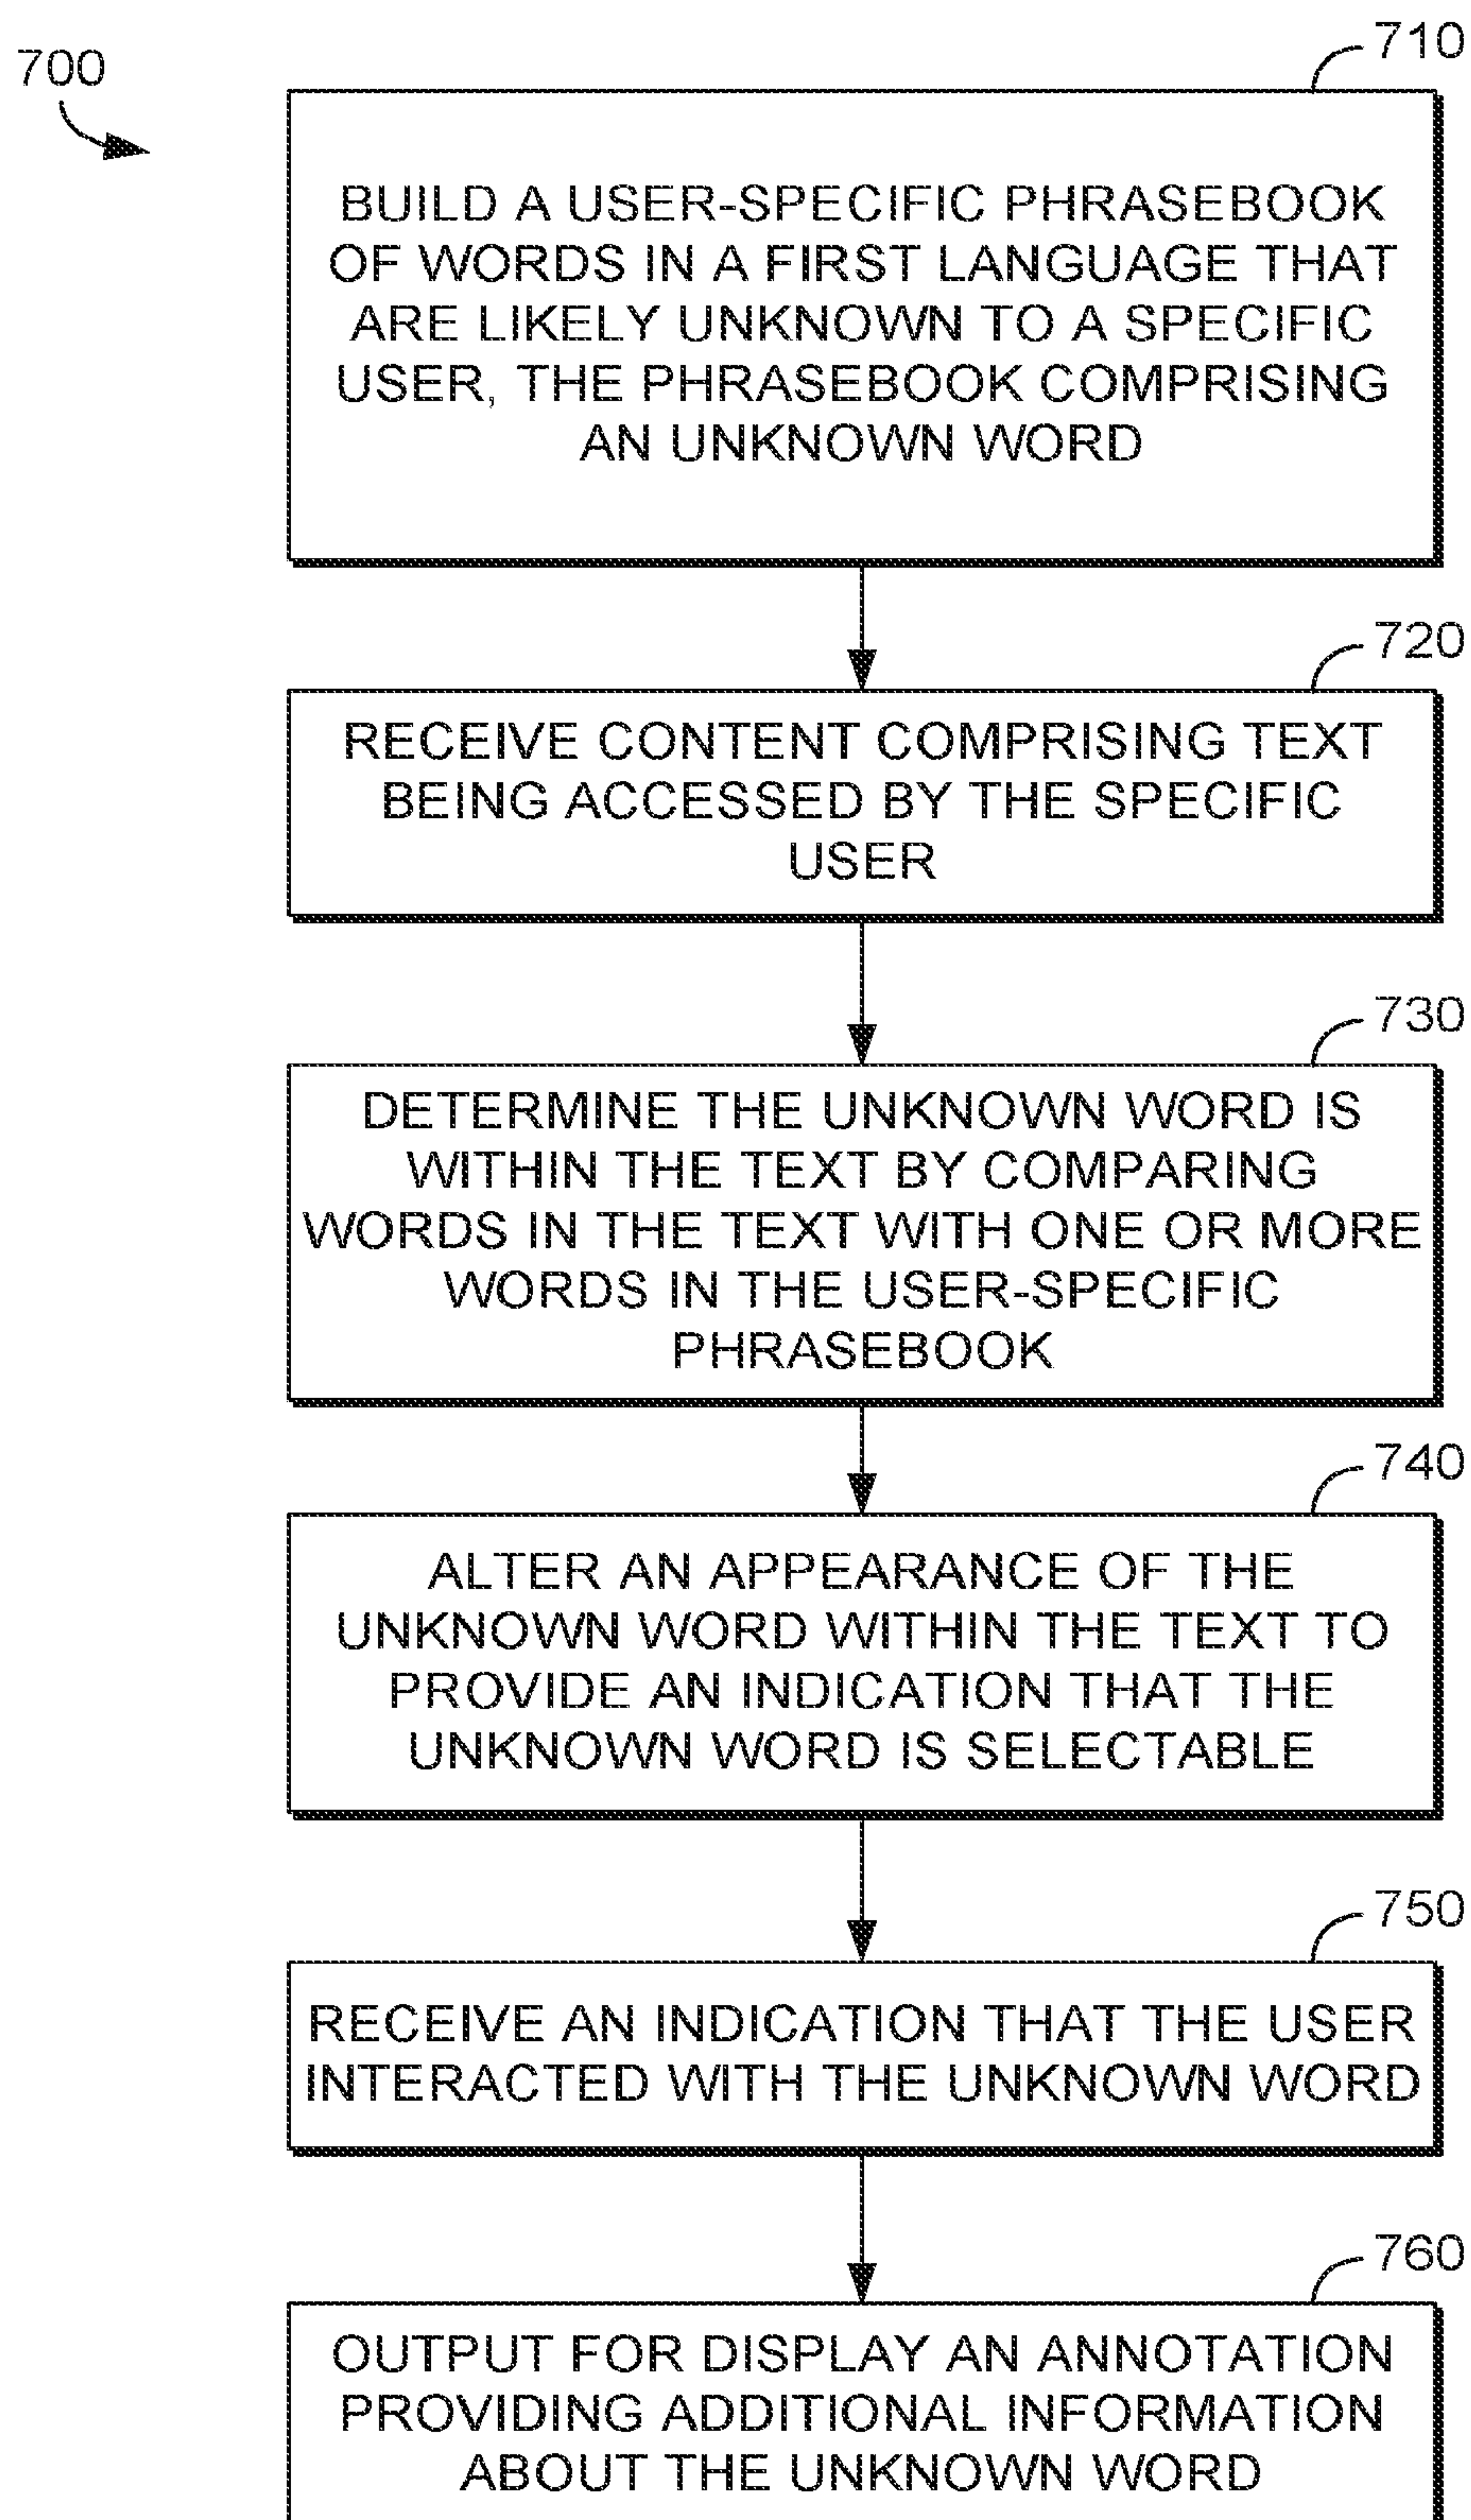 700
710
BUILD A USER-SPECIFIC PHRASEBOOK
OF WORDS IN A FIRST LANGUAGE THAT
ARE LIKELY UNKNOWN TO A SPECIFIC
USER, THE PHRASEBOOK COMPRISING
AN UNKNOWN WORD
720
RECEIVE CONTENT COMPRISING TEXT
BEING ACCESSED BY THE SPECIFIC
USER
730
DETERMINE THE UNKNOWN WORD IS
WITHIN THE TEXT BY COMPARING
WORDS IN THE TEXT WITH ONE OR MORE
WORDS IN THE USER-SPECIFIC
PHRASEBOOK
740
ALTER AN APPEARANCE OF THE
UNKNOWN WORD WITHIN THE TEXT TO
PROVIDE AN INDICATION THAT THE
UNKNOWN WORD IS SELECTABLE
750
RECEIVE AN INDICATION THAT THE USER
INTERACTED WITH THE UNKNOWN WORD
760
OUTPUT FOR DISPLAY AN ANNOTATION
PROVIDING ADDITIONAL INFORMATION
ABOUT THE UNKNOWN WORD